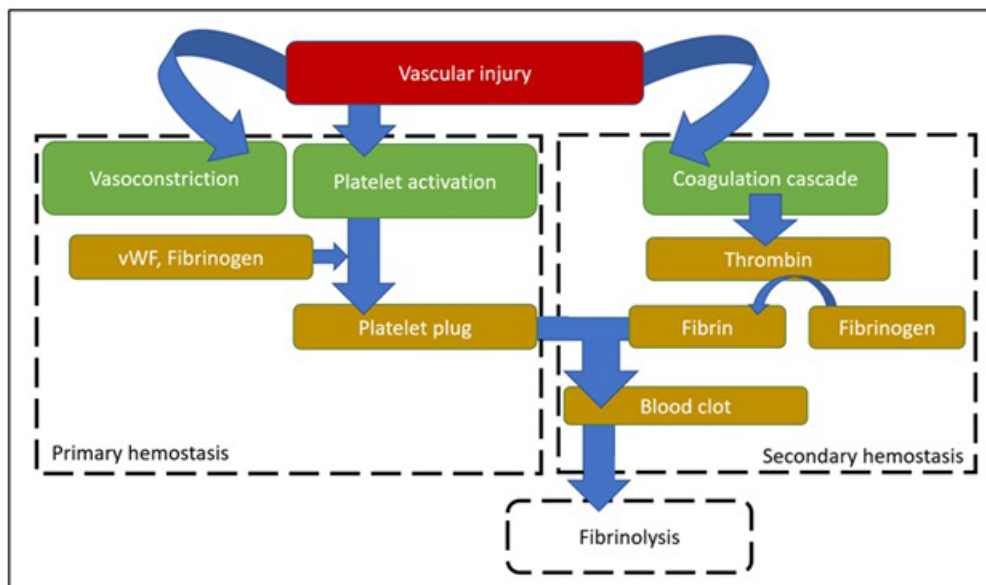 Vascular injury
Vasoconstriction
Platelet activation
Coagulation cascade
vWF, Fibrinogen
Thrombin
Platelet plug
Fibrin
Fibrinogen
Blood clot
Primary hemostasis
Secondary hemostasis
Fibrinolysis